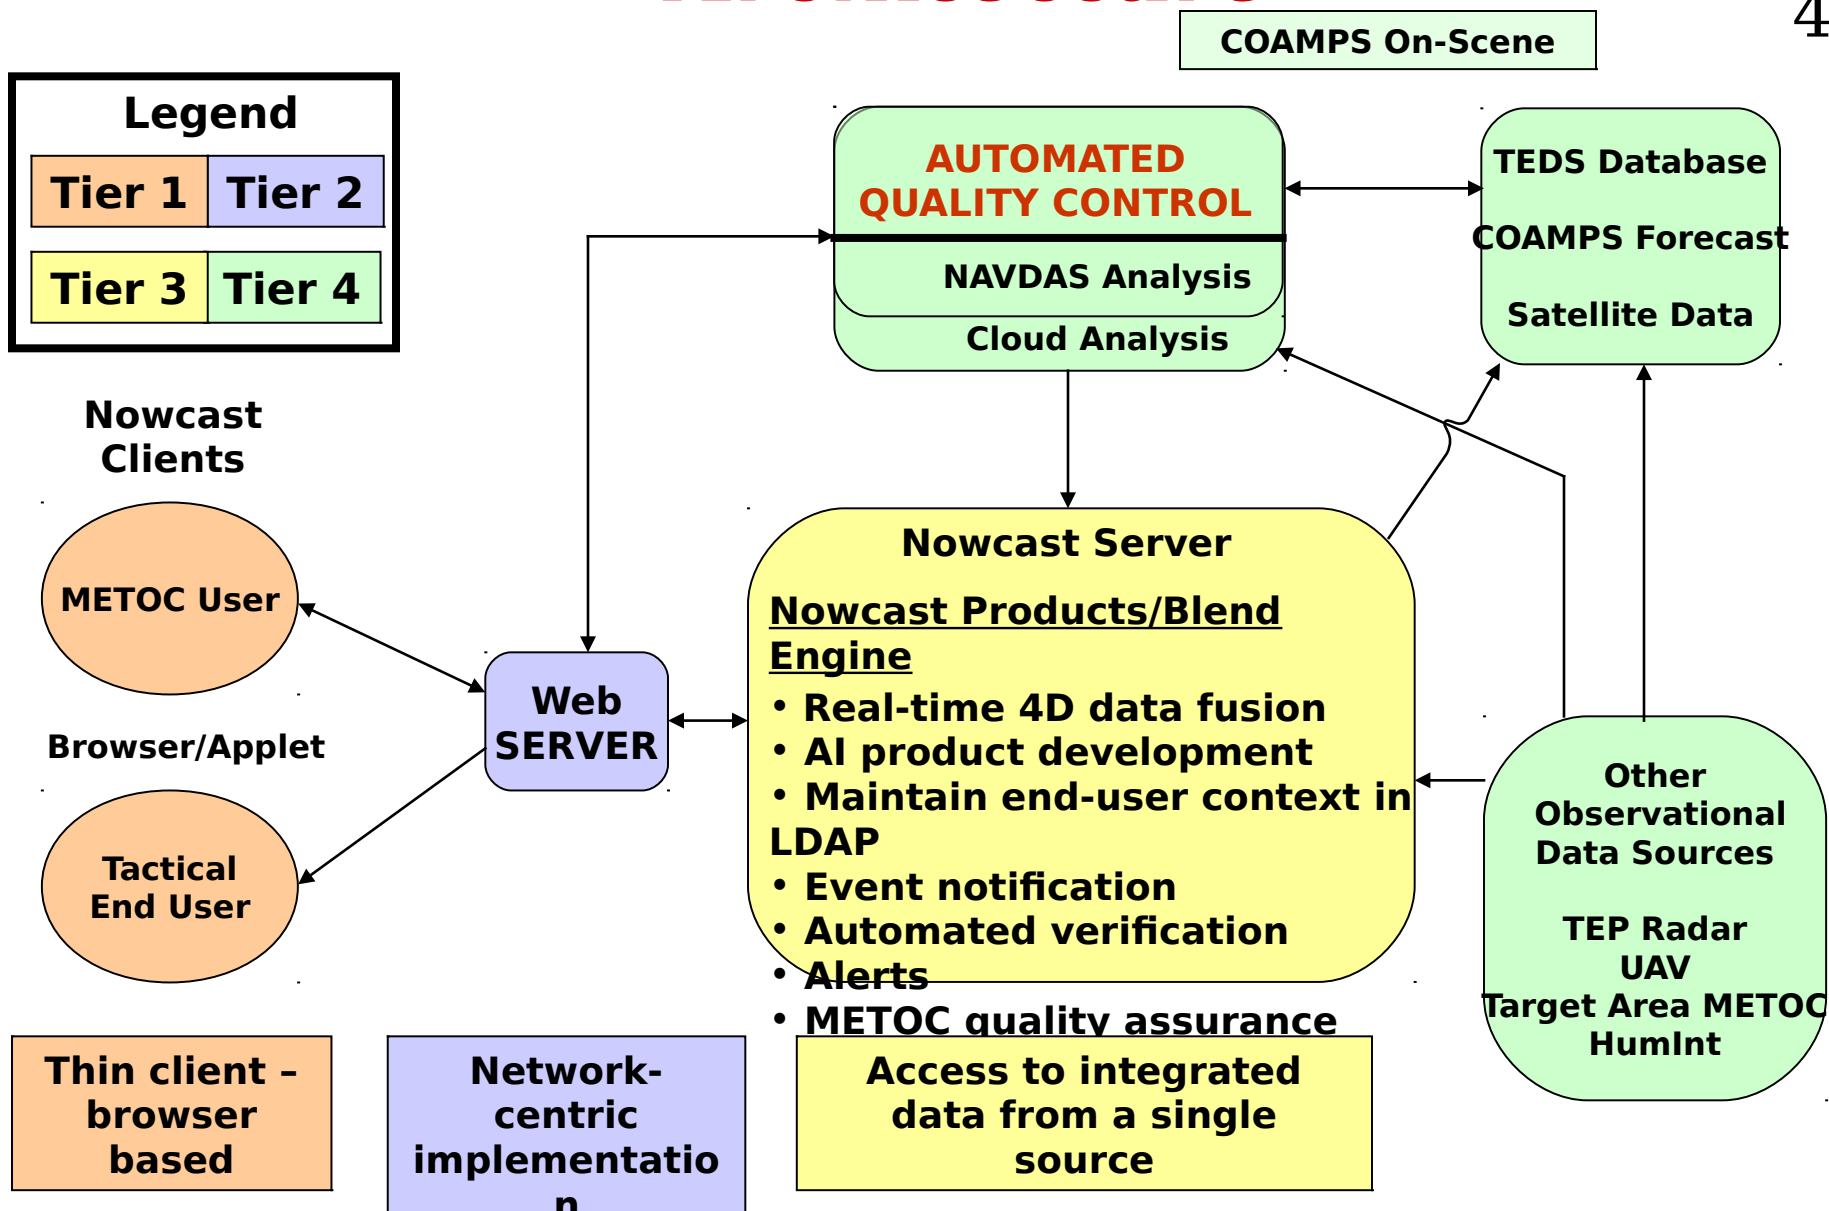 4
COAMPS On-Scene
Legend
Tier 1
Tier 2
Tier 3
Tier 4
AUTOMATED
QUALITY CONTROL
NAVDAS Analysis
Cloud Analysis
TEDS Database
COAMPS Forecast
Satellite Data
Nowcast
Clients
METOC User
Browser/Applet
Tactical
End User
Web
SERVER
Nowcast Server
Nowcast Products/Blend
Engine
• Real-time 4D data fusion
• AI product development
• Maintain end-user context in
LDAP
• Event notification
• Automated verification
• Alerts
• METOC quality assurance
Other
Observational
Data Sources
TEP Radar
UAV
Target Area METOC
HumInt
Thin client –
browser
based
Network-
centric
implementatio
n
Access to integrated
data from a single
source